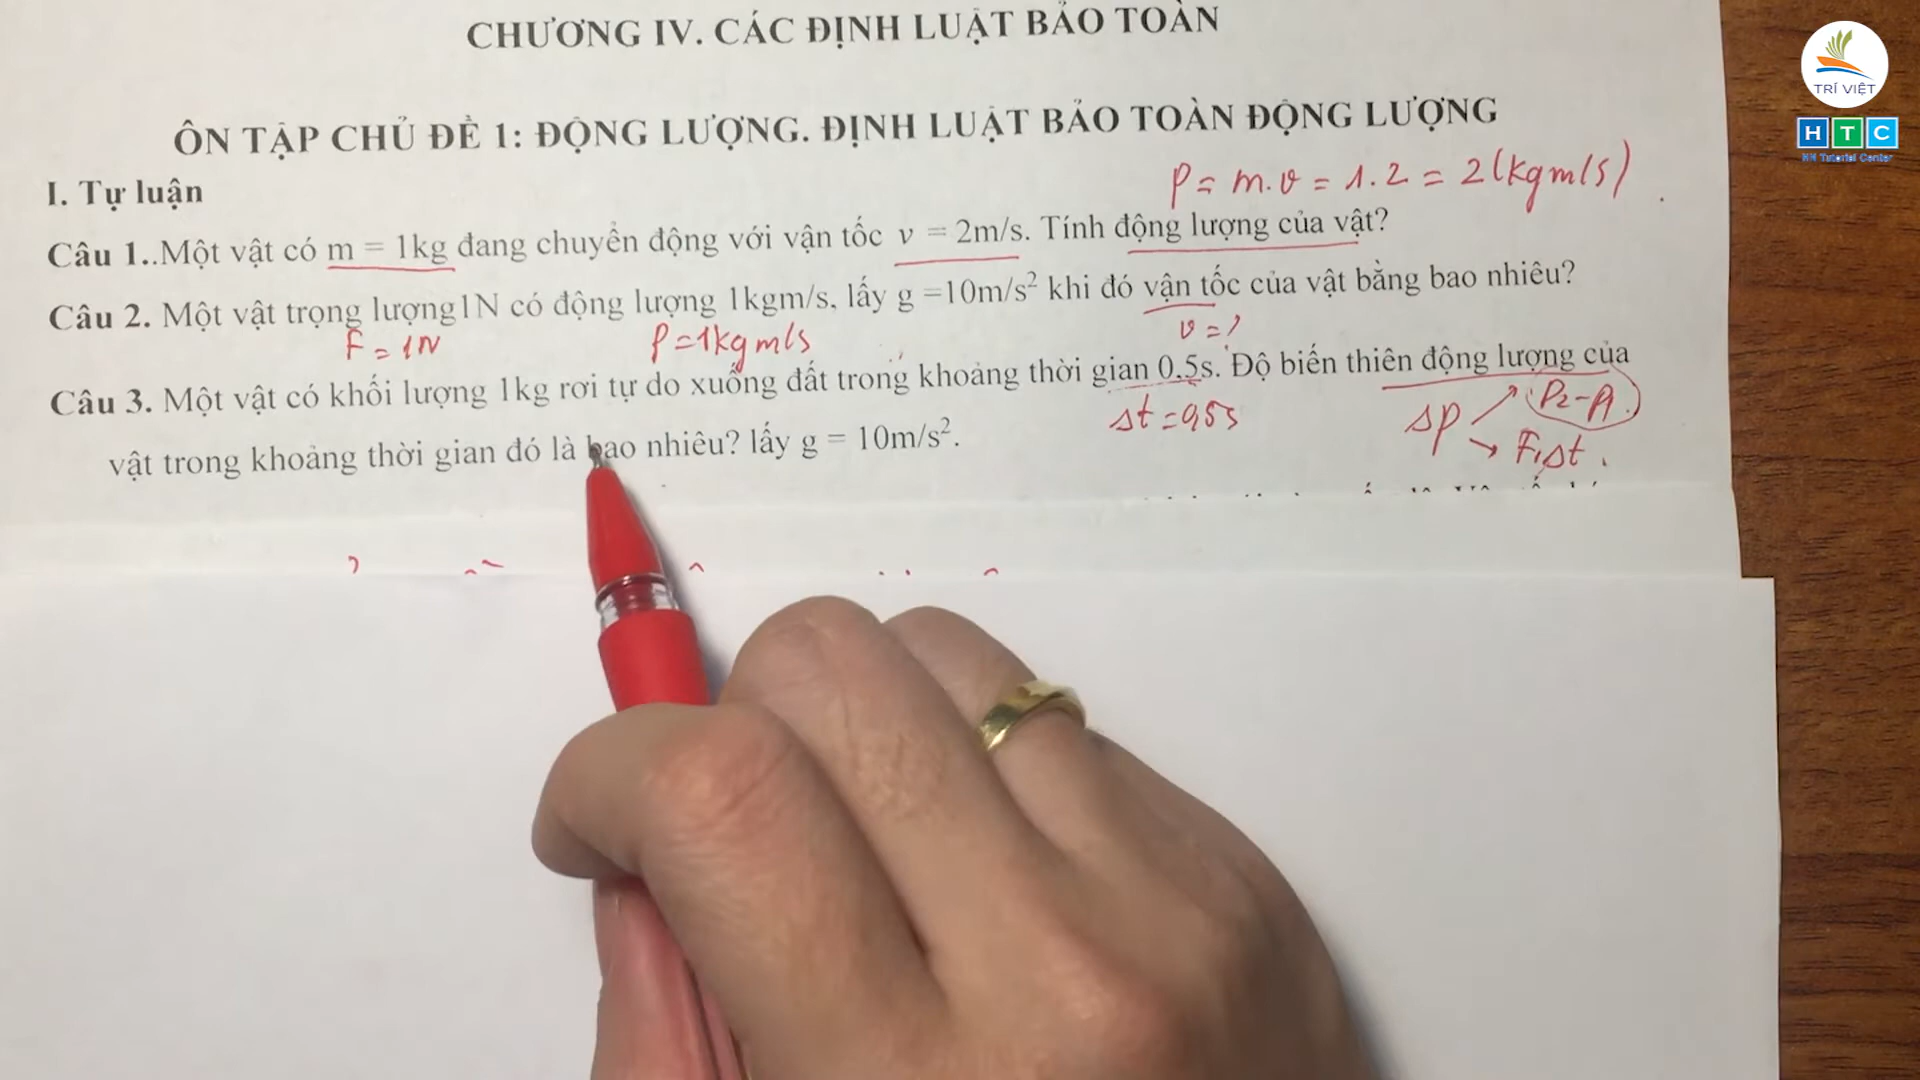 CHƯƠNG IV. CÁC ĐỊNH LUẬT BẢO TOÀN
TRÍ VIỆT
HTC
NN Tutorial Center
ÔN TẬP CHỦ ĐỀ 1: ĐỘNG LƯỢNG. ĐỊNH LUẬT BẢO TOÀN ĐỘNG LƯỢNG
P = m.v = 1.2 = 2(kgm/s)
I. Tự luận
Câu 1..Một vật có m = 1kg đang chuyển động với vận tốc v = 2m/s. Tính động lượng của vật?
Câu 2. Một vật trọng lượng1N có động lượng 1kgm/s, lấy g =10m/s² khi đó vận tốc của vật bằng bao nhiêu?
F = 1N P=1kgm/s v=?
Câu 3. Một vật có khối lượng 1kg rơi tự do xuống đất trong khoảng thời gian 0,5s. Độ biến thiên động lượng của
Δt = 0,5s Δp P2-P1
vật trong khoảng thời gian đó là bao nhiêu? lấy g = 10m/s².
F.Δt